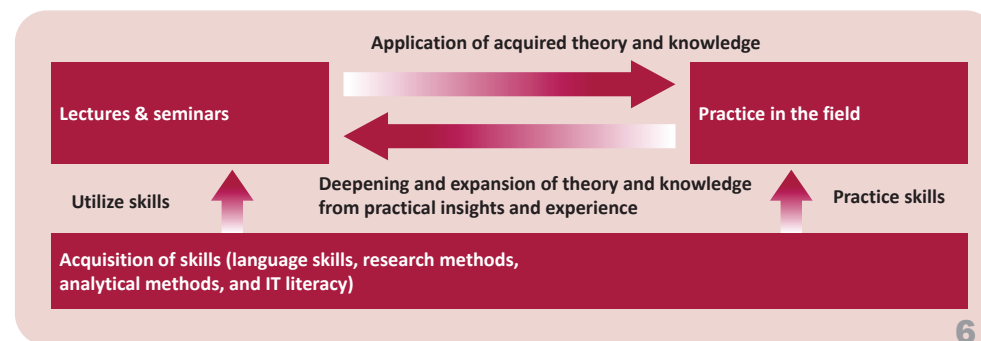 Application of acquired theory and knowledge
Lectures & seminars
Practice in the field
Deepening and expansion of theory and knowledge
from practical insights and experience
Utilize skills
Practice skills
Acquisition of skills (language skills, research methods,
analytical methods, and IT literacy)
6